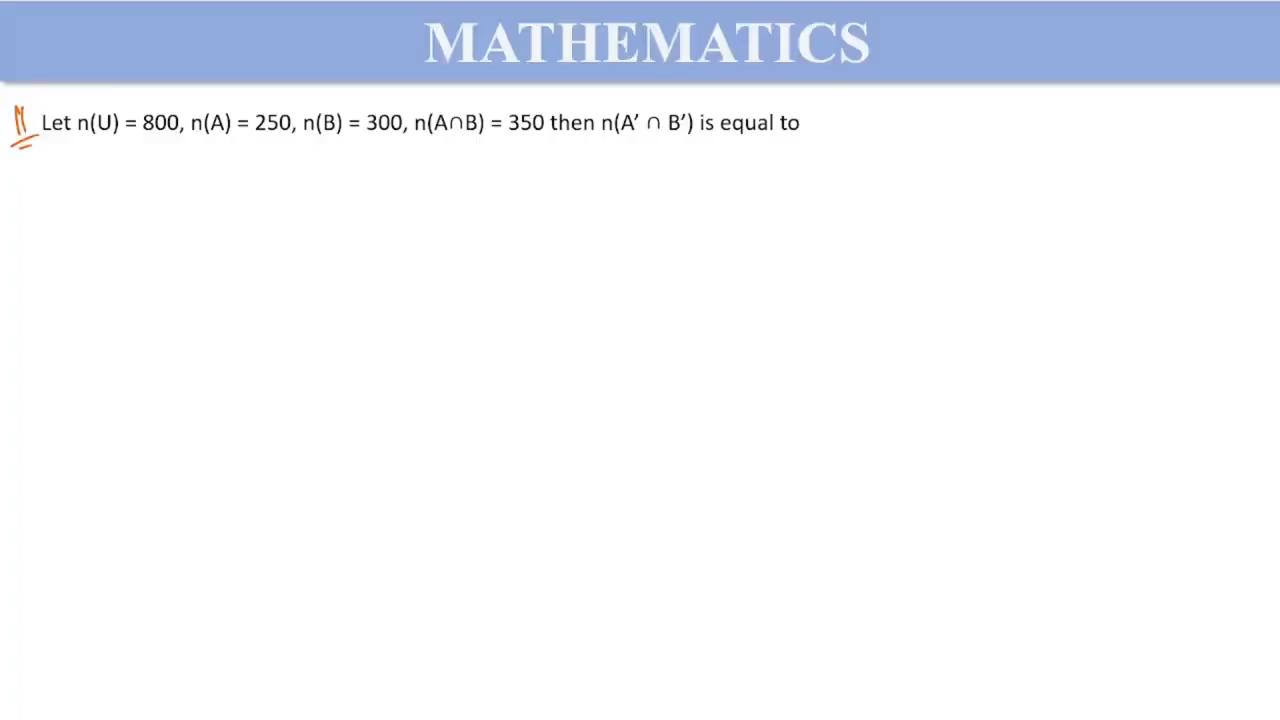 MATHEMATICS
Let n(U) = 800, n(A) = 250, n(B) = 300, n(A∩B) = 350 then n(A’ ∩ B’) is equal to